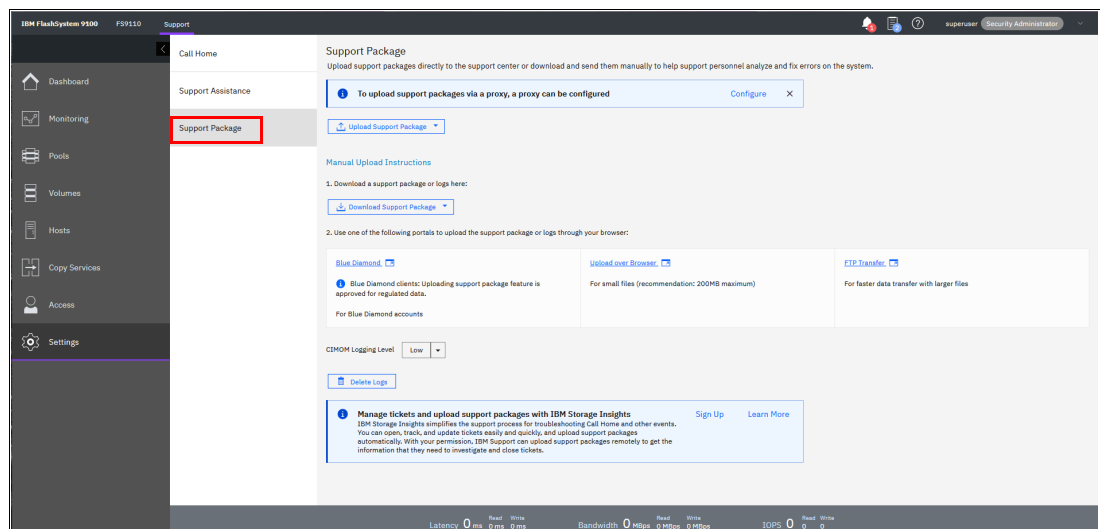 IBM FlashSystem 9100 FS9110 Support
superuser Security Administrator
Dashboard
Monitoring
Pools
Volumes
Hosts
Copy Services
Access
Settings
Call Home
Support Assistance
Support Package
Support Package
Upload support packages directly to the support center or download and send them manually to help support personnel analyze and fix errors on the system.
To upload support packages via a proxy, a proxy can be configured Configure
Upload Support Package
Manual Upload Instructions
1. Download a support package or logs here:
Download Support Package
2. Use one of the following portals to upload the support package or logs through your browser:
Blue Diamond
Blue Diamond clients: Uploading support package feature is
approved for regulated data.
For Blue Diamond accounts
Upload over Browser
For small files (recommendation: 200MB maximum)
FTP Transfer
For faster data transfer with larger files
CIMOM Logging Level Low
Delete Logs
Manage tickets and upload support packages with IBM Storage Insights Sign Up Learn More
IBM Storage Insights simplifies the support process for troubleshooting Call Home and other events.
You can open, track, and update tickets easily and quickly, and upload support packages
automatically. With your permission, IBM Support can upload support packages remotely to get the
information that they need to investigate and close tickets.
Read Write Read Write Read Write
Latency 0 ms 0 ms 0 ms Bandwidth 0 MBps 0 MBps 0 MBps IOPS 0 0 0